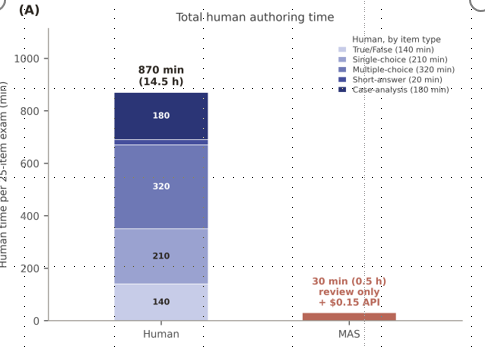 (A)
Total human authoring time
Human time per 25-item exam (min)
1000
800
600
400
200
0
870 min
(14.5 h)
180
320
210
140
Human, by item type
True/False (140 min)
Single-choice (210 min)
Multiple-choice (320 min)
Short-answer (20 min)
Case-analysis (180 min)
30 min (0.5 h)
review only
+ $0.15 API
Human
MAS